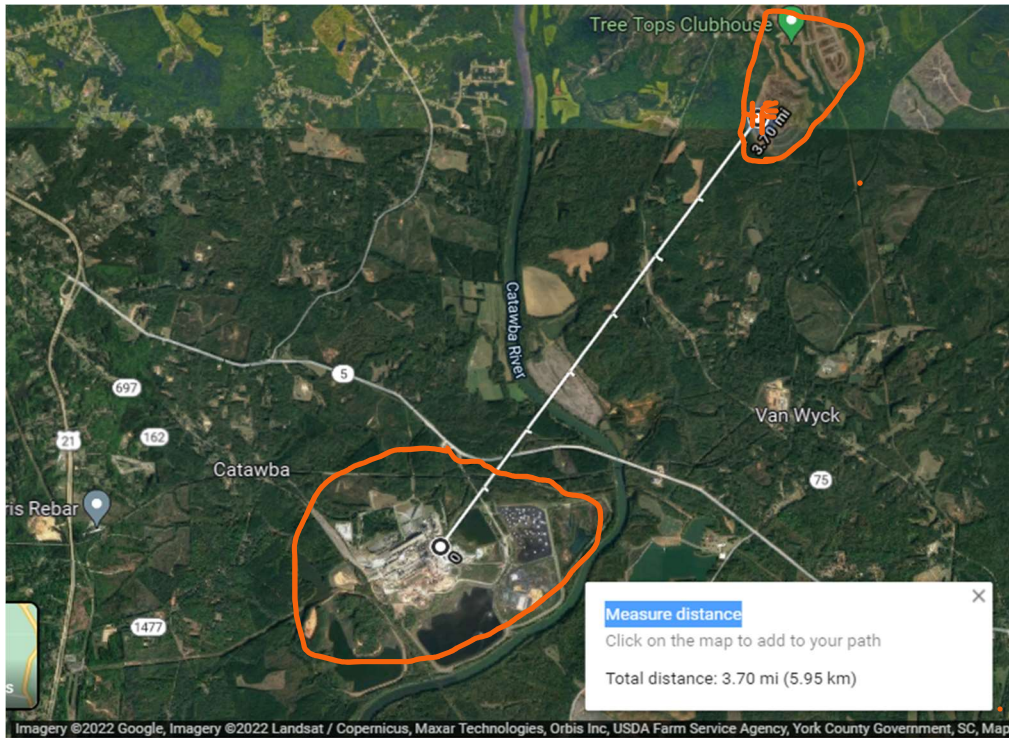 Tree Tops Clubhouse
3.70 mi
Catawba River
5
697
Van Wyck
21
162
Catawba
75
ris Rebar
0
Measure distance
Click on the map to add to your path
1477
Total distance: 3.70 mi (5.95 km)
s
Imagery ©2022 Google, Imagery ©2022 Landsat / Copernicus, Maxar Technologies, Orbis Inc, USDA Farm Service Agency, York County Government, SC, Map